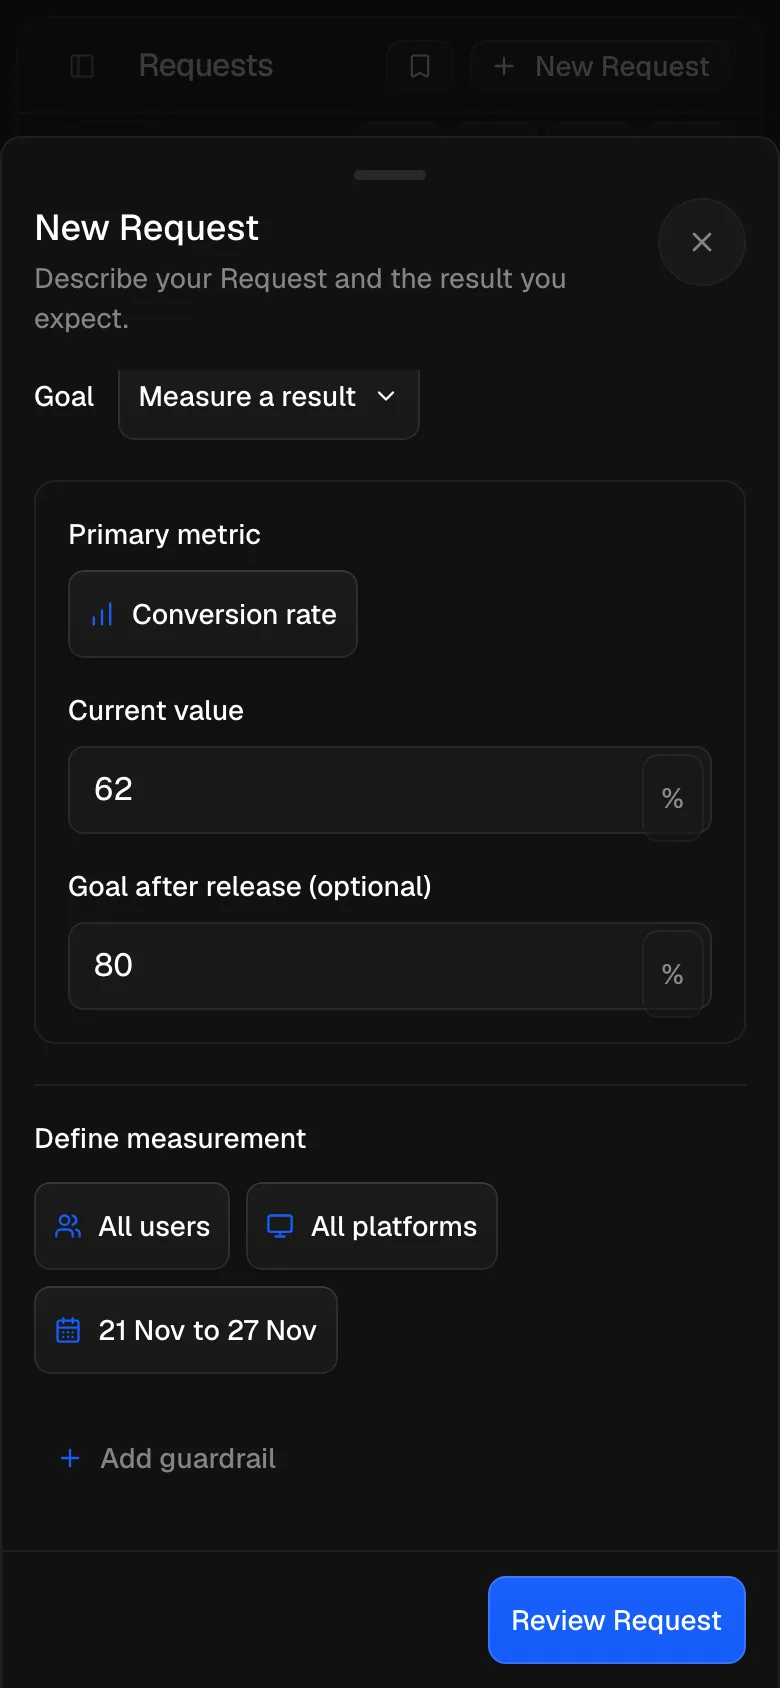 Requests
New Request
New Request
Describe your Request and the result you
expect.
Goal
Measure a result
Primary metric
Conversion rate
Current value
62
%
Goal after release (optional)
80
%
Define measurement
All users
All platforms
21 Nov to 27 Nov
Add guardrail
Review Request